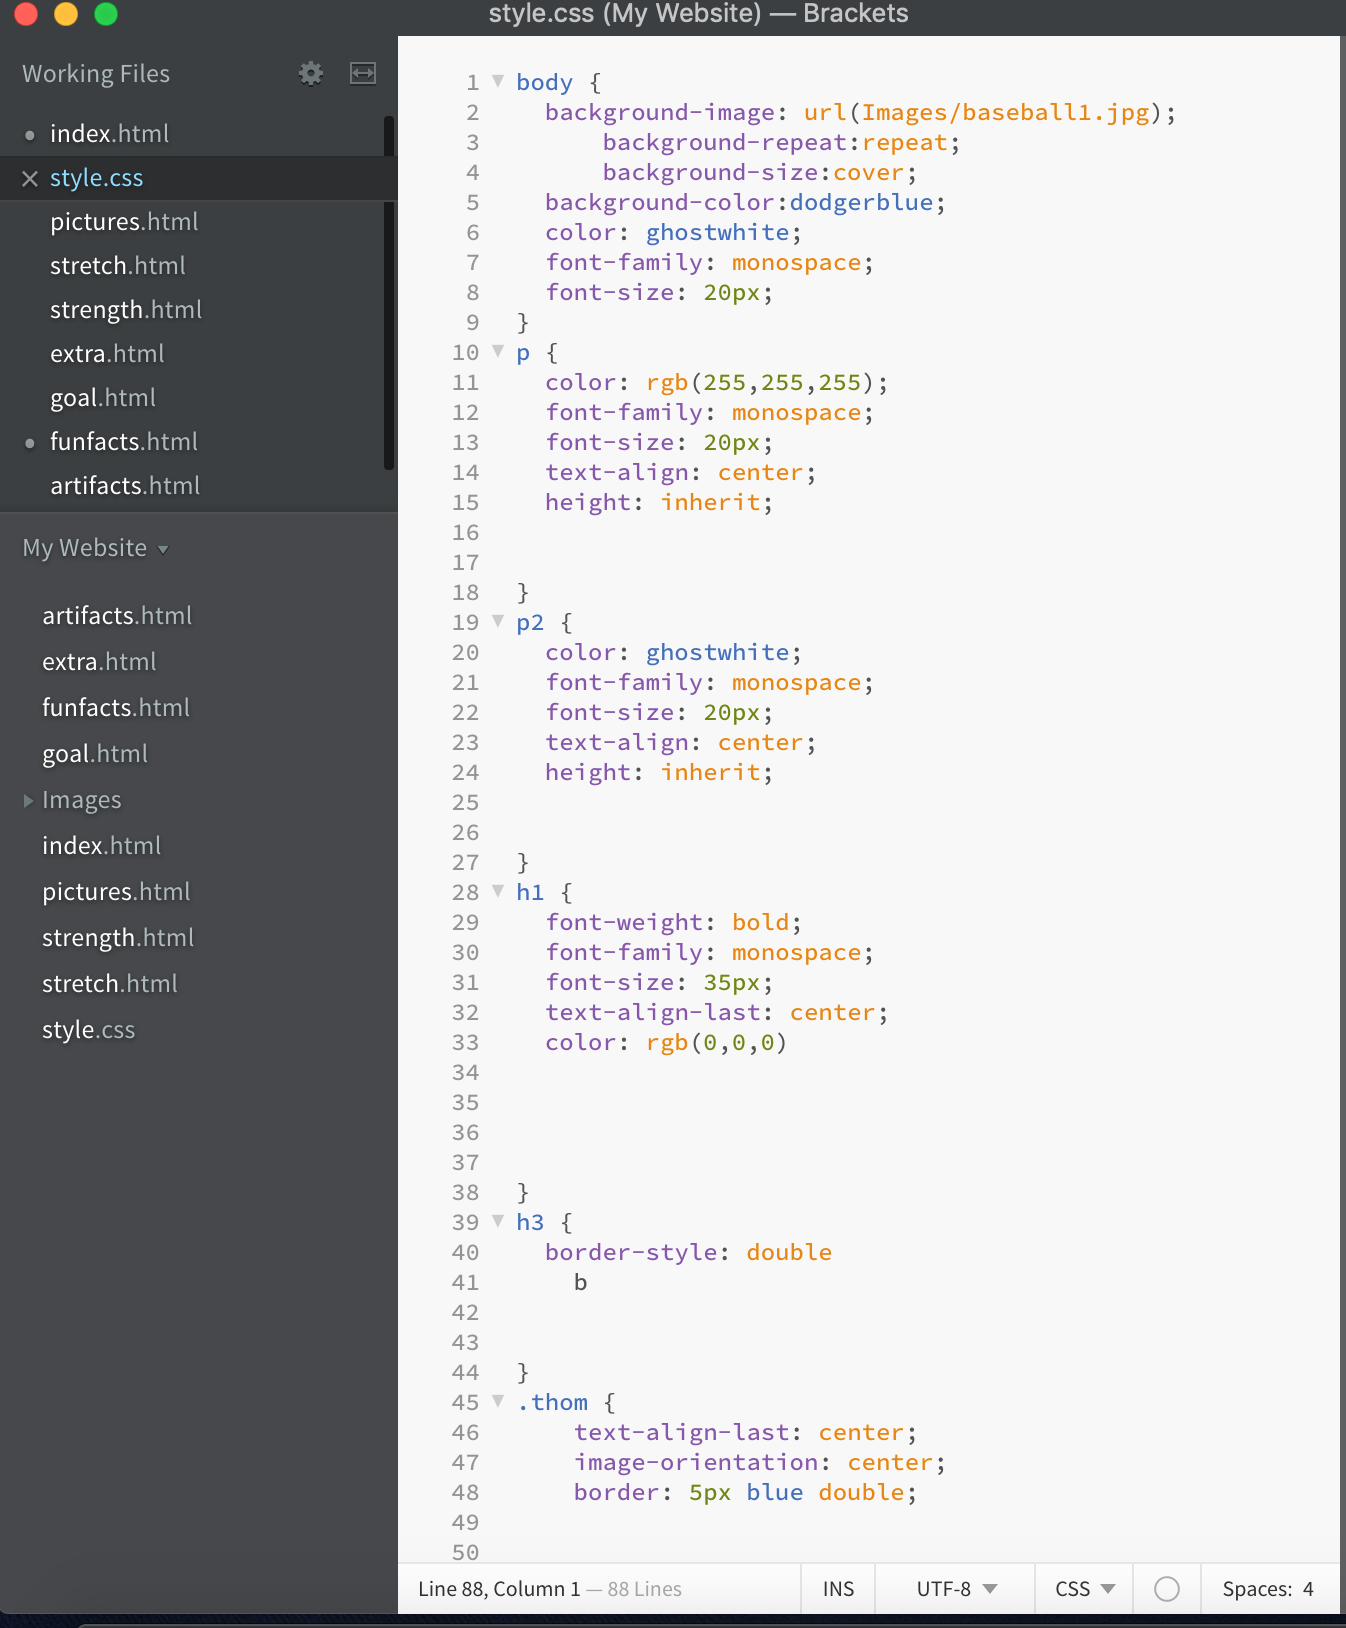 style.css (My Website) — Brackets
Working Files
index.html
style.css
pictures.html
stretch.html
strength.html
extra.html
goal.html
funfacts.html
artifacts.html
My Website
artifacts.html
extra.html
funfacts.html
goal.html
Images
index.html
pictures.html
strength.html
stretch.html
style.css
1 body {
2 background-image: url(Images/baseball1.jpg);
3 background-repeat:repeat;
4 background-size:cover;
5 background-color:dodgerblue;
6 color: ghostwhite;
7 font-family: monospace;
8 font-size: 20px;
9 }
10 p {
11 color: rgb(255,255,255);
12 font-family: monospace;
13 font-size: 20px;
14 text-align: center;
15 height: inherit;
16
17
18 }
19 p2 {
20 color: ghostwhite;
21 font-family: monospace;
22 font-size: 20px;
23 text-align: center;
24 height: inherit;
25
26
27 }
28 h1 {
29 font-weight: bold;
30 font-family: monospace;
31 font-size: 35px;
32 text-align-last: center;
33 color: rgb(0,0,0)
34
35
36
37
38 }
39 h3 {
40 border-style: double
41 b
42
43
44 }
45 .thom {
46 text-align-last: center;
47 image-orientation: center;
48 border: 5px blue double;
49
50
Line 88, Column 1 — 88 Lines INS UTF-8 CSS Spaces: 4